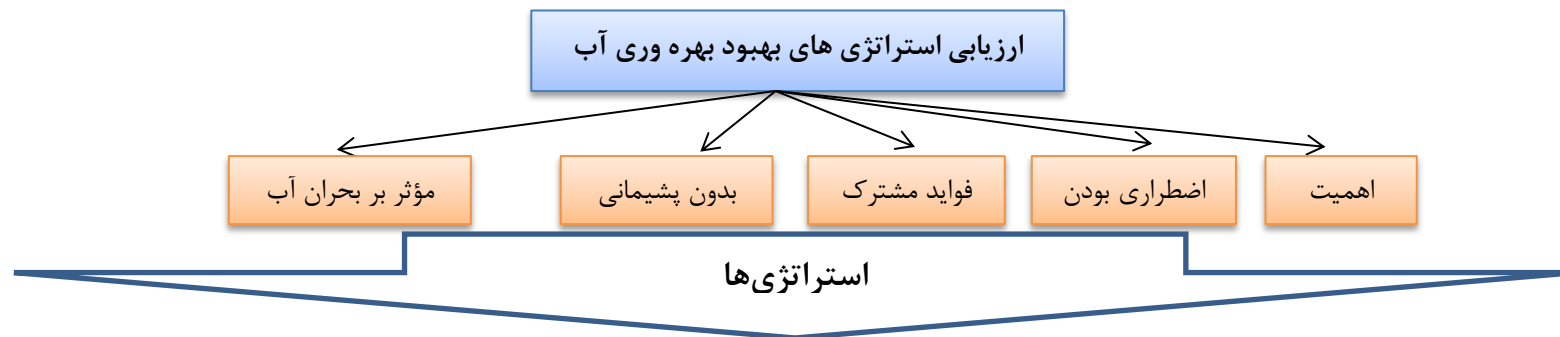 ارزیابی استراتژی های بهبود بهره وری آب
اهمیت
اضطراری بودن
فواید مشترک
بدون پشیمانی
مؤثر بر بحران آب
استراتژی‌ها